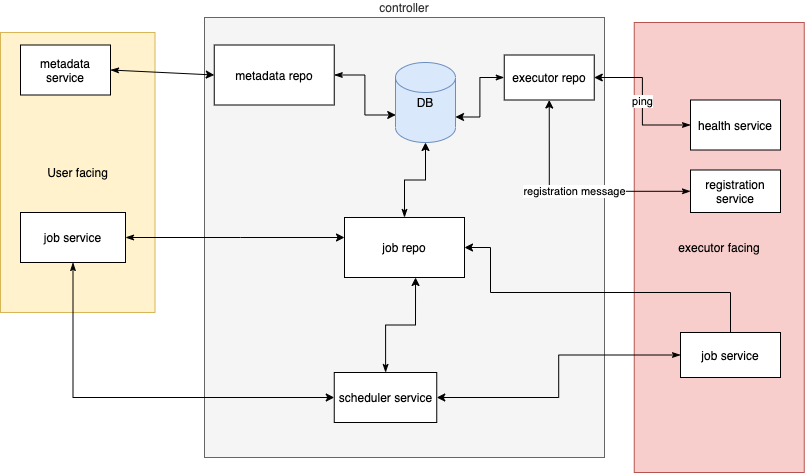 controller
metadata
service
metadata repo
DB
executor repo
ping
health service
User facing
registration message
registration
service
job service
job repo
executor facing
job service
scheduler service